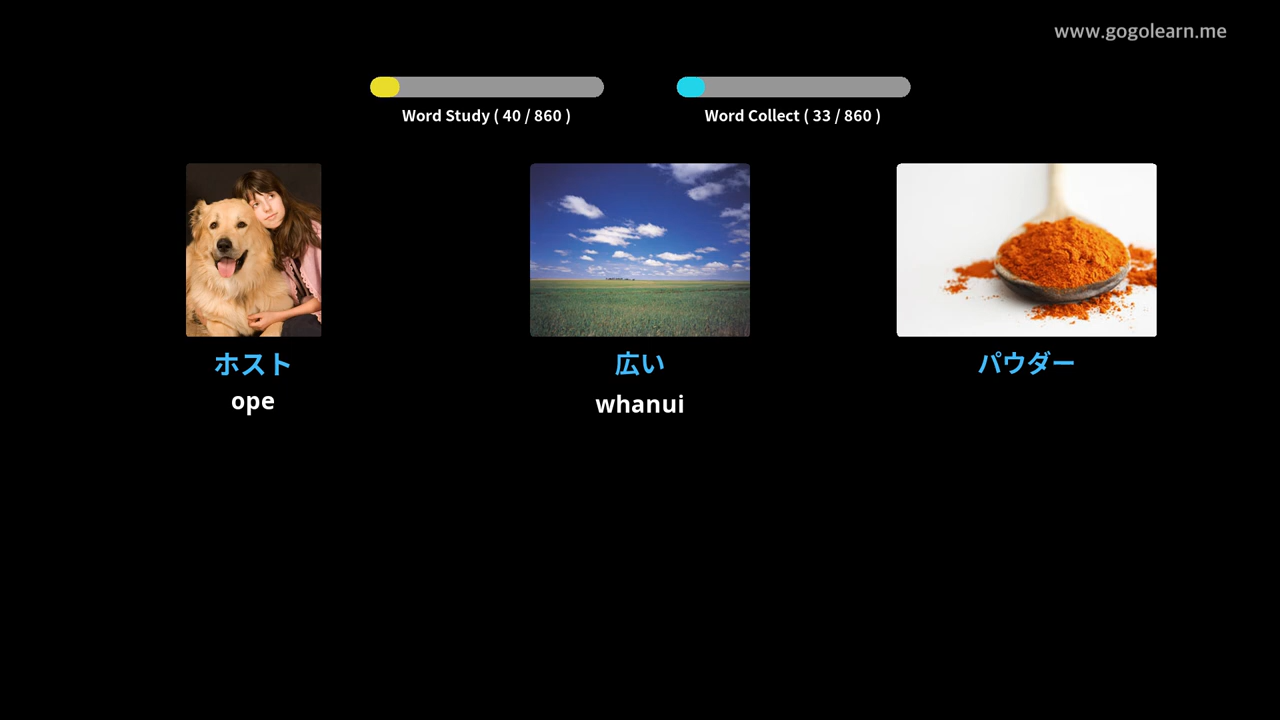 www.gogolearn.me
Word Study ( 40 / 860 )
Word Collect ( 33 / 860 )
ホスト
ope
広い
whanui
パウダー